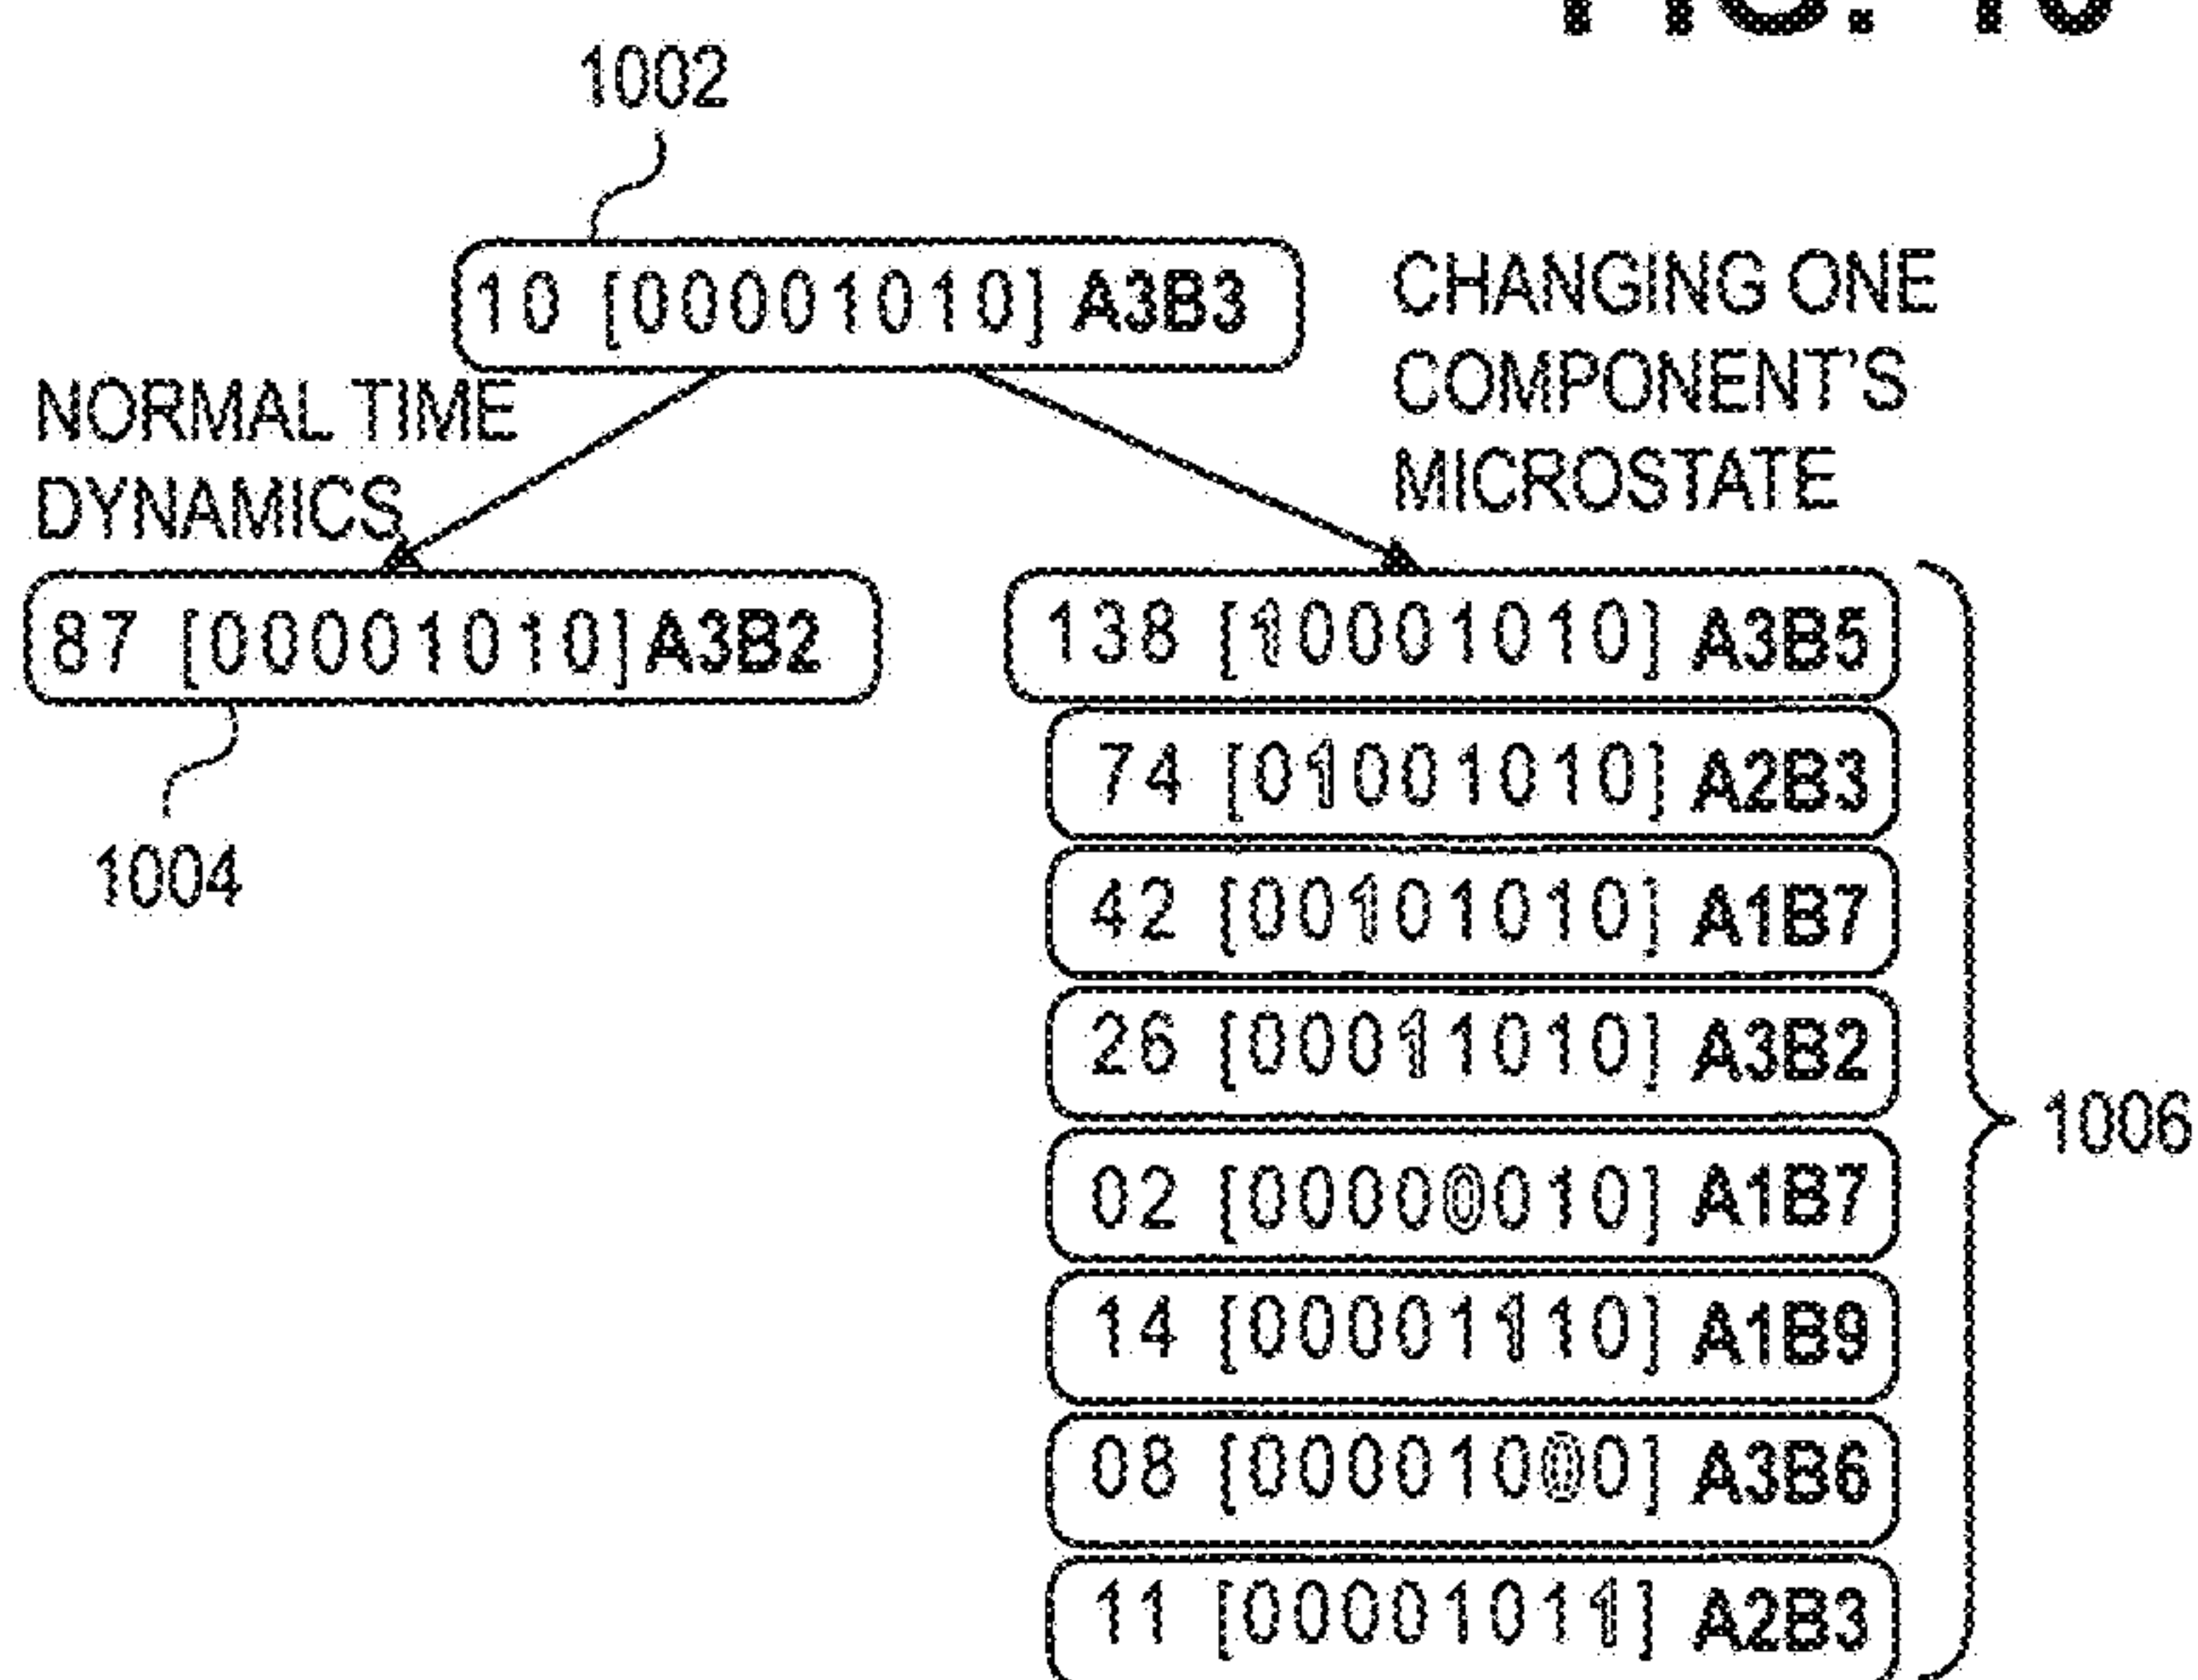 FIG. 10
1002
10 [00001010] A3B3
CHANGING ONE
COMPONENT'S
MICROSTATE
NORMAL TIME
DYNAMICS
87 [00001010] A3B2
1004
138 [10001010] A3B5
74 [01001010] A2B3
42 [00101010] A1B7
26 [00011010] A3B2
02 [00000010] A1B7
14 [00001110] A1B9
08 [00001000] A3B6
11 [00001011] A2B3
1006